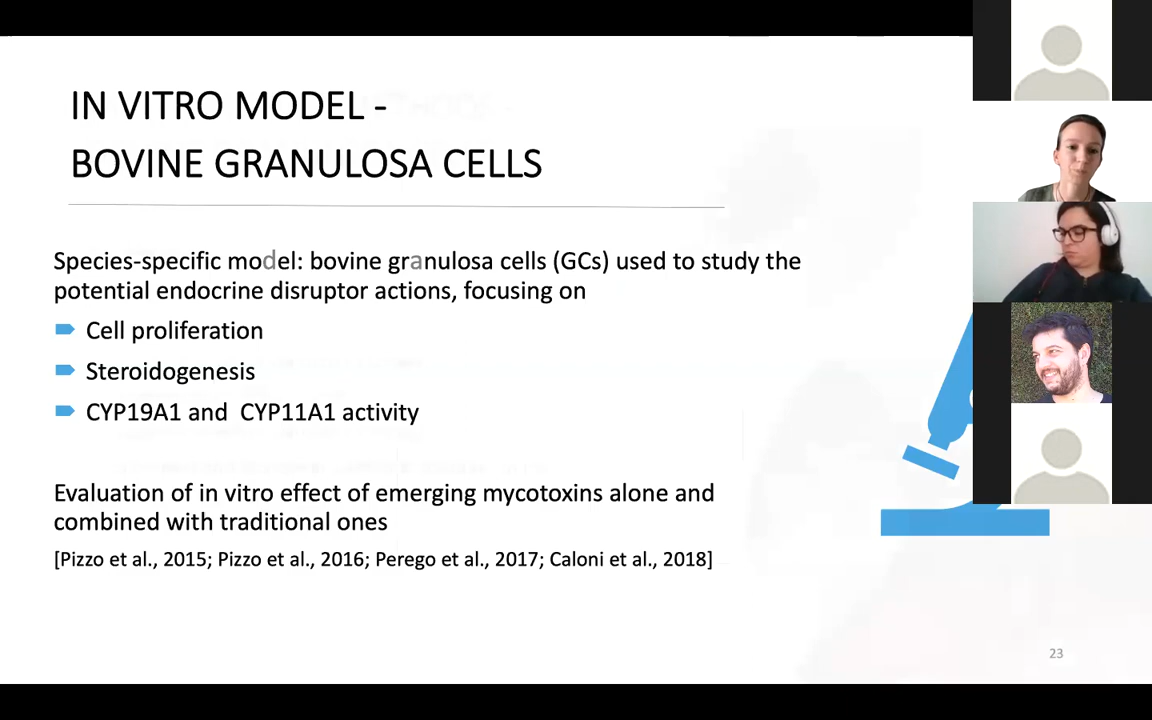 IN VITRO MODEL -
BOVINE GRANULOSA CELLS
Species-specific model: bovine granulosa cells (GCs) used to study the
potential endocrine disruptor actions, focusing on
Cell proliferation
Steroidogenesis
CYP19A1 and CYP11A1 activity
Evaluation of in vitro effect of emerging mycotoxins alone and
combined with traditional ones
[Pizzo et al., 2015; Pizzo et al., 2016; Perego et al., 2017; Caloni et al., 2018]
23